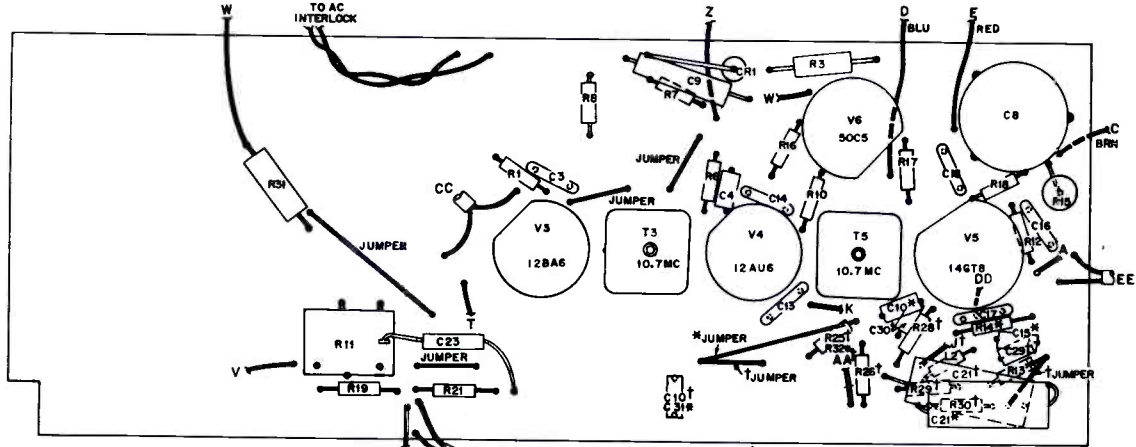 W
TO AC
INTERLOCK
Z
D
BLU
E
RED
C9
CR1
R3
R7
R8
W
V6
50C5
C8
C
BRN
R16
R17
JUMPER
R1
C3
R6
C4
C14
R10
R18
R15
R31
CC
JUMPER
C16
R12
V3
12BA6
T3
10.7MC
V4
12AU6
T5
10.7MC
V5
14GT8
A
EE
JUMPER
DD
T
C13
K
C10*
C30*
R28†
R14*
C15*
R11
C23
*JUMPER
R25†
R32*
C29†
V
JUMPER
†JUMPER
AA
R26†
C21†
R13*
†JUMPER
R29†
R19
R21
C10†
C31*
R30†
C21*